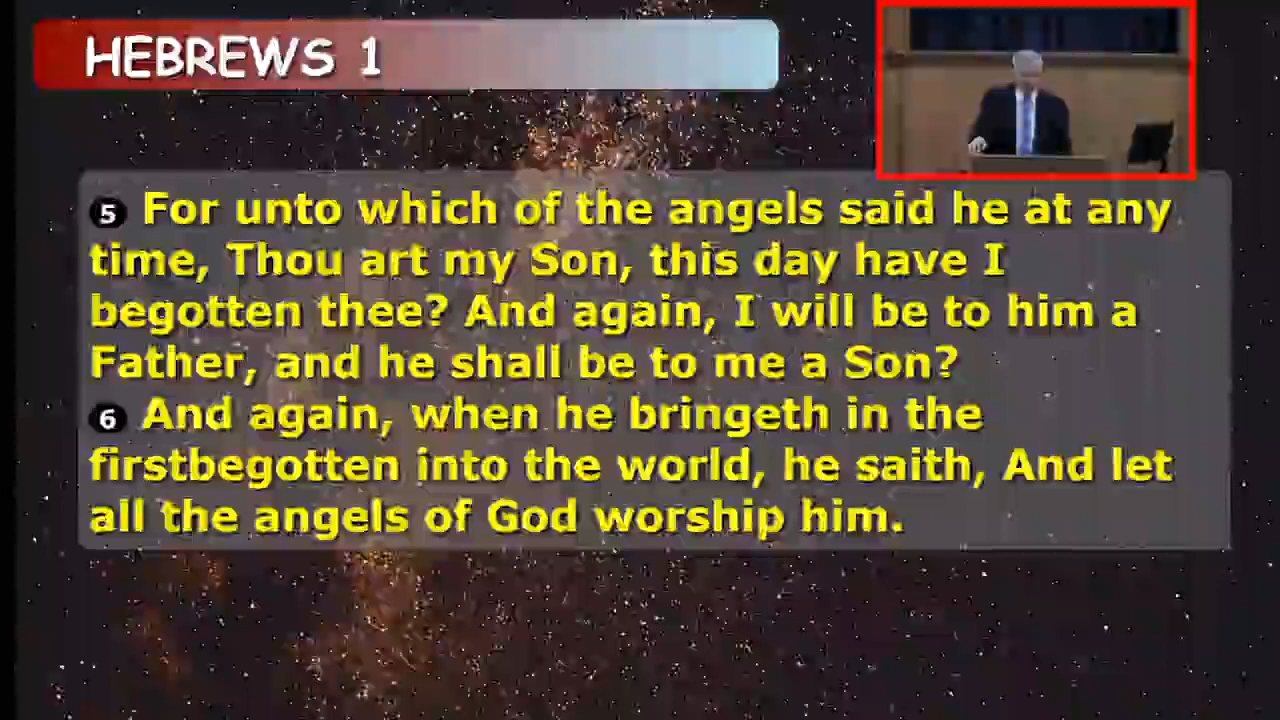 HEBREWS 1
5 For unto which of the angels said he at any
time, Thou art my Son, this day have I
begotten thee? And again, I will be to him a
Father, and he shall be to me a Son?
6 And again, when he bringeth in the
firstbegotten into the world, he saith, And let
all the angels of God worship him.